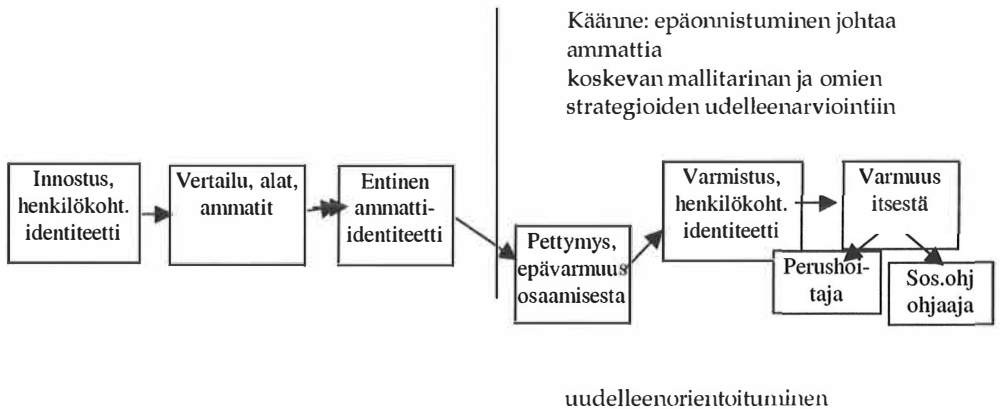 Käänne: epäonnistuminen johtaa
ammattia
koskevan mallitarinan ja omien
strategioiden udelleenarviointiin
Innostus,
henkilökoht.
identiteetti
Vertailu, alat,
ammatit
Entinen
ammatti-
identiteetti
Pettymys,
epävarmuus
osaamisesta
Varmistus,
henkilökoht.
identiteetti
Varmuus
itsestä
Perushoi-
taja
Sos.ohj
ohjaaja
uudelleenorientoituminen